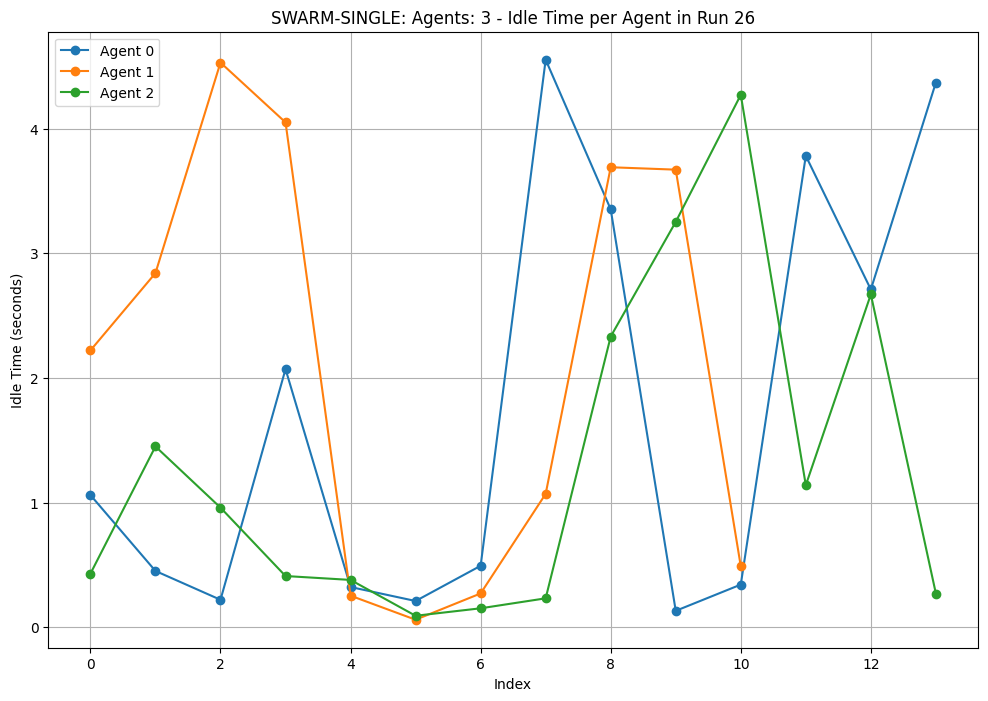 SWARM-SINGLE: Agents: 3 - Idle Time per Agent in Run 26
Agent 0
Agent 1
Agent 2
Idle Time (seconds)
4
3
2
1
0
0 2 4 6 8 10 12
Index